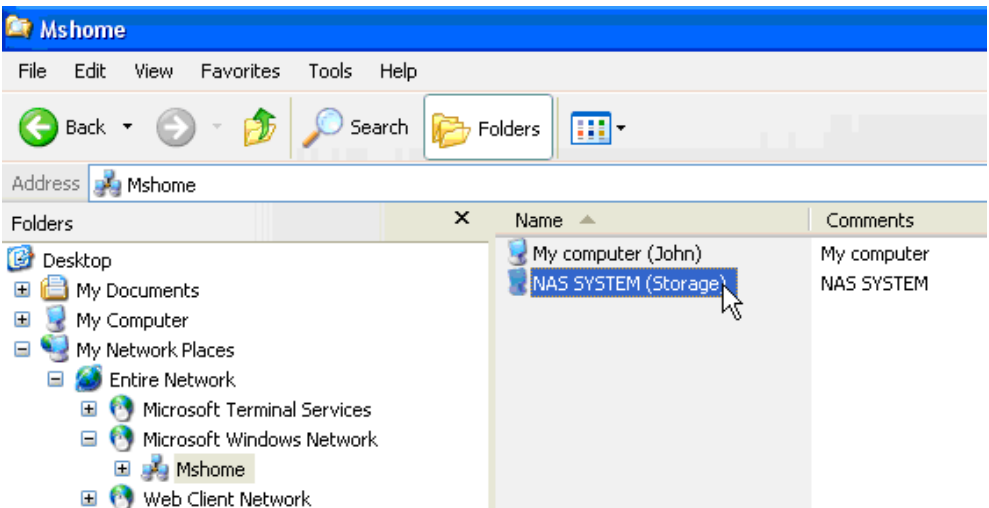 Mshome
File Edit View Favorites Tools Help
Back Search Folders
Address Mshome
Folders x Name Comments
Desktop
My Documents
My Computer
My Network Places
Entire Network
Microsoft Terminal Services
Microsoft Windows Network
Mshome
Web Client Network
My computer (John) My computer
NAS SYSTEM (Storage) NAS SYSTEM